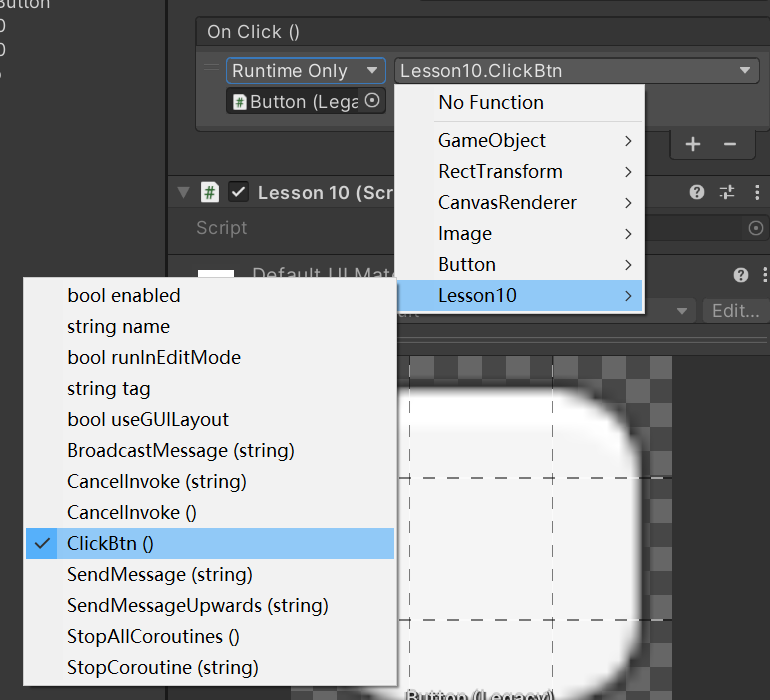 Button
0
0
On Click ()
Runtime Only
Lesson10.ClickBtn
Button (Lega
No Function
GameObject
RectTransform
CanvasRenderer
Image
Button
Lesson10
Lesson 10 (Scr
Script
Default UI Mate
Edit...
bool enabled
string name
bool runInEditMode
string tag
bool useGUILayout
BroadcastMessage (string)
CancelInvoke (string)
CancelInvoke ()
ClickBtn ()
SendMessage (string)
SendMessageUpwards (string)
StopAllCoroutines ()
StopCoroutine (string)
Button (Legacy)